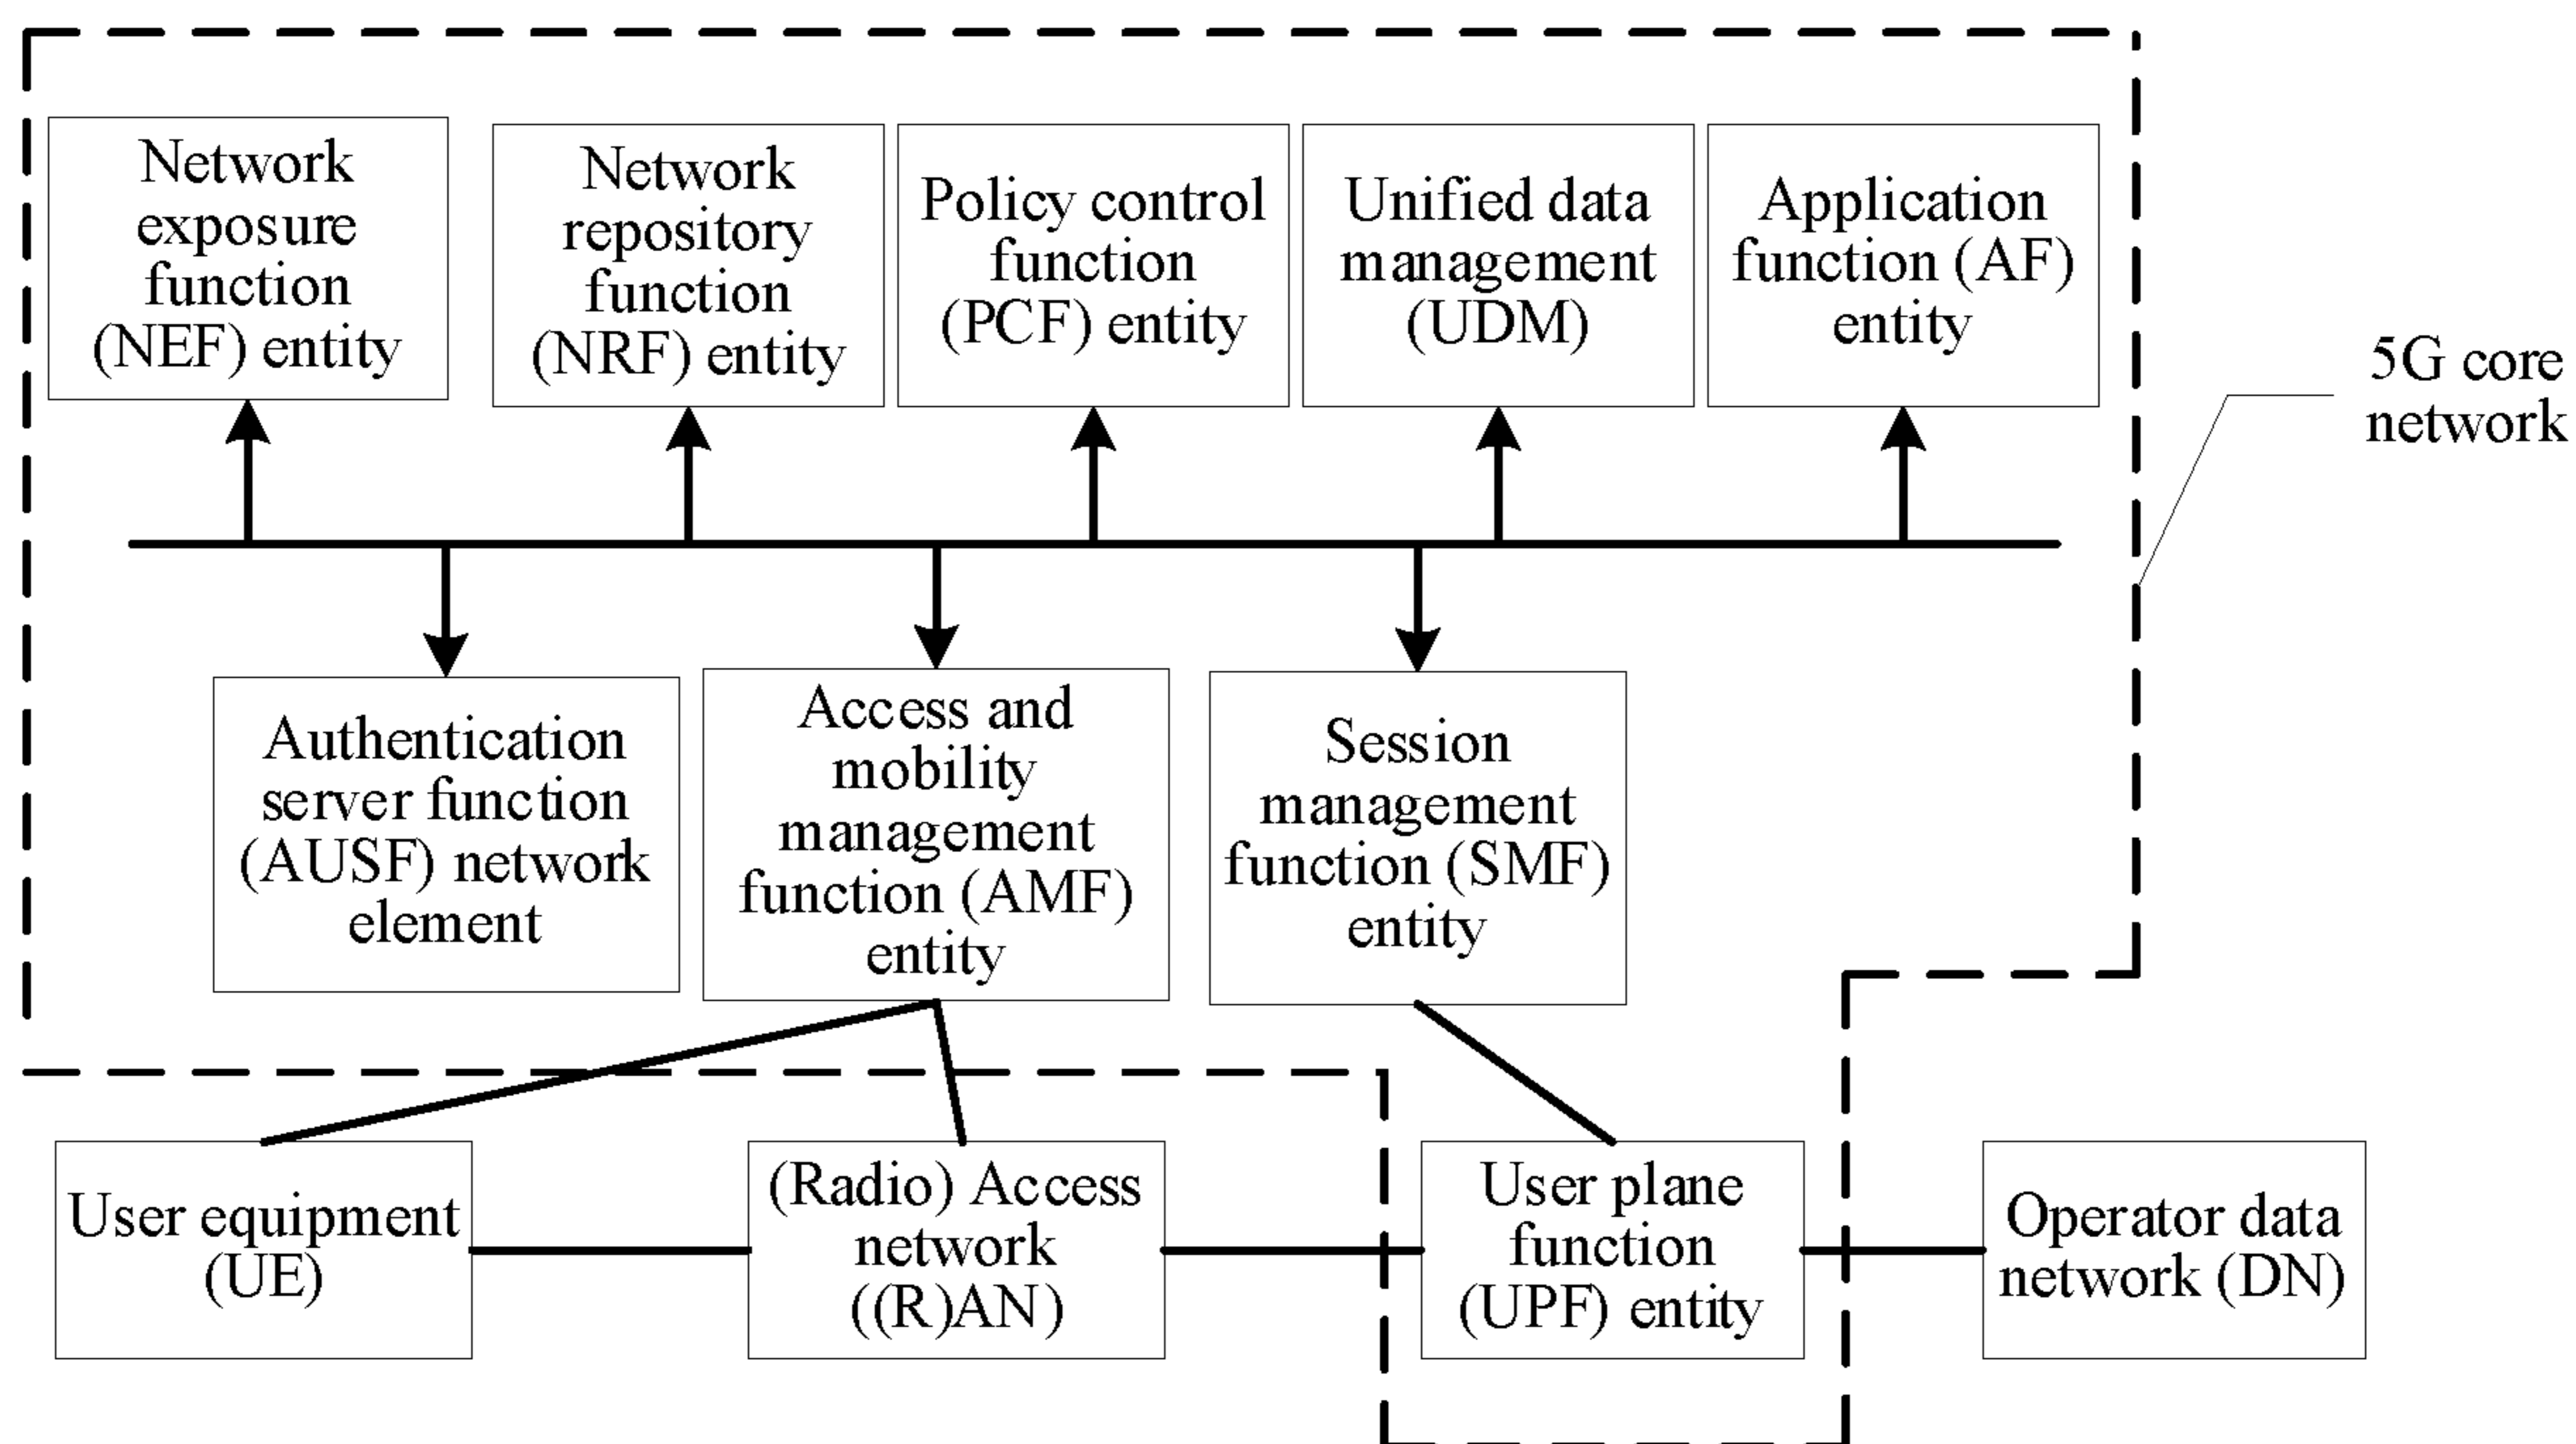 Network
exposure
function
(NEF) entity
Network
repository
function
(NRF) entity
Policy control
function
(PCF) entity
Unified data
management
(UDM)
Application
function (AF)
entity
5G core
network
Authentication
server function
(AUSF) network
element
Access and
mobility
management
function (AMF)
entity
Session
management
function (SMF)
entity
User equipment
(UE)
(Radio) Access
network
((R)AN)
User plane
function
(UPF) entity
Operator data
network (DN)